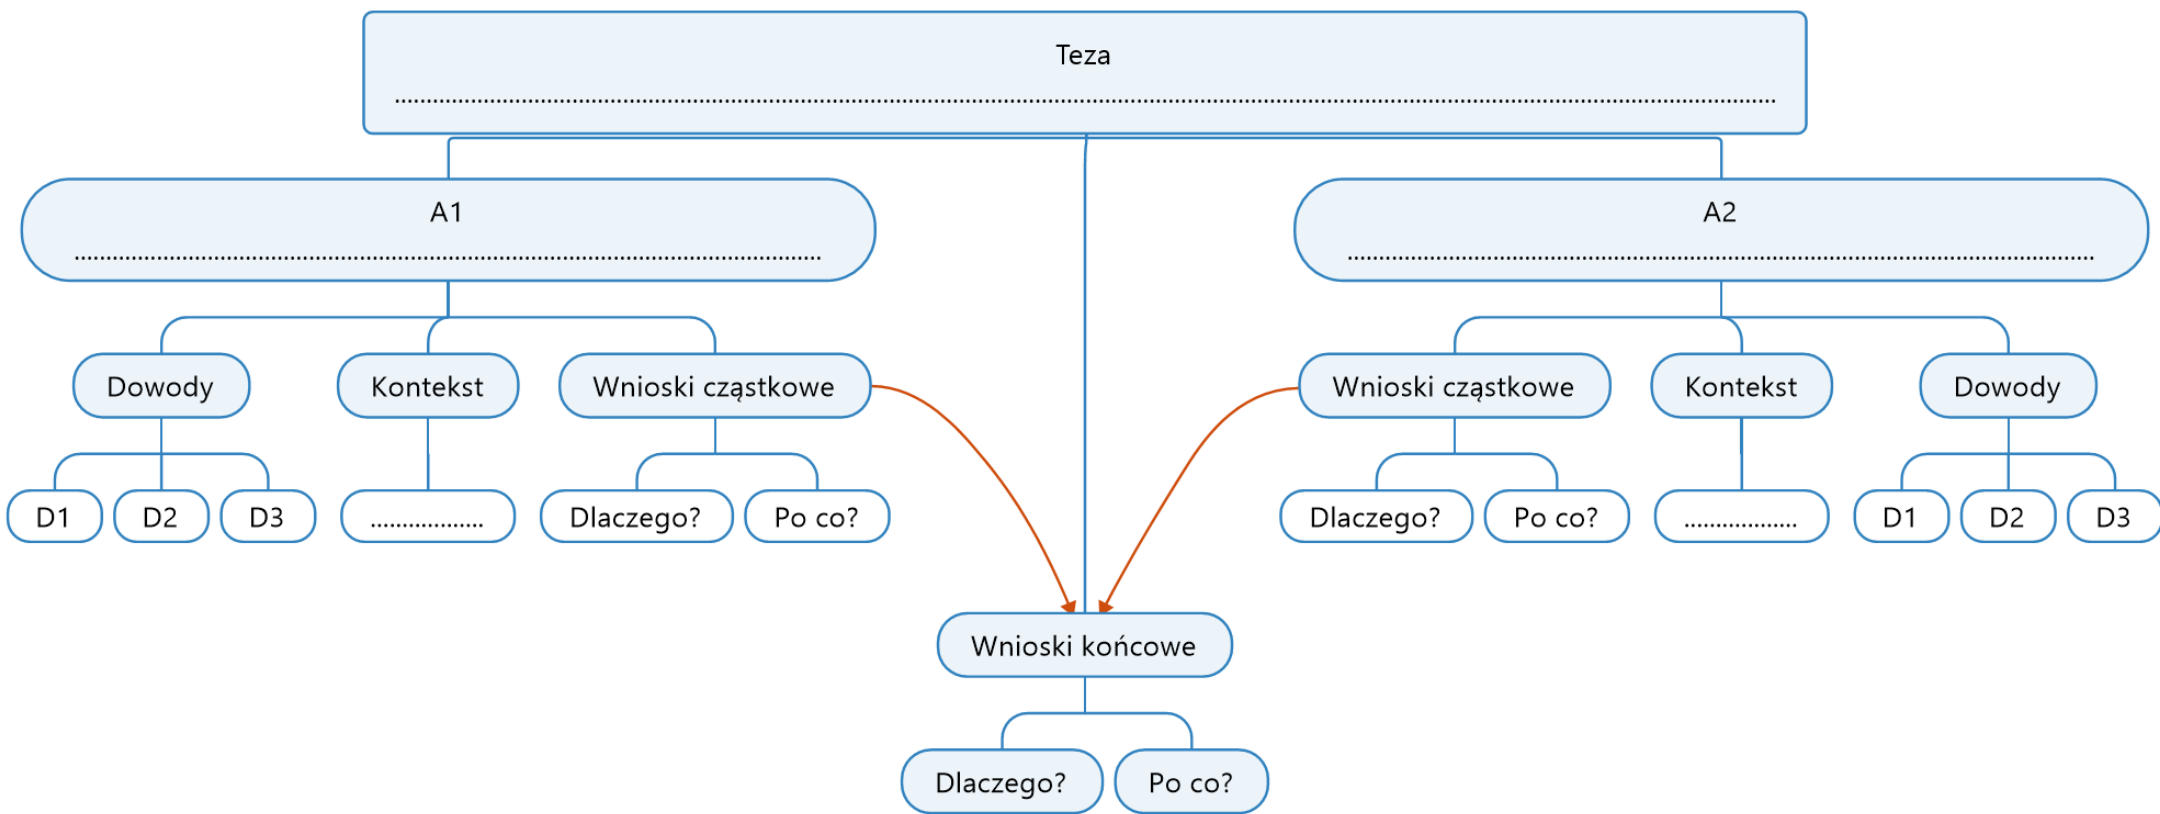 Teza
............................................................................................................................................................................................................................
A1
.......................................................................................................................
A2
.......................................................................................................................
Dowody
Kontekst
Wnioski cząstkowe
Wnioski cząstkowe
Kontekst
Dowody
D1
D2
D3
..................
Dlaczego?
Po co?
Dlaczego?
Po co?
..................
D1
D2
D3
Wnioski końcowe
Dlaczego?
Po co?